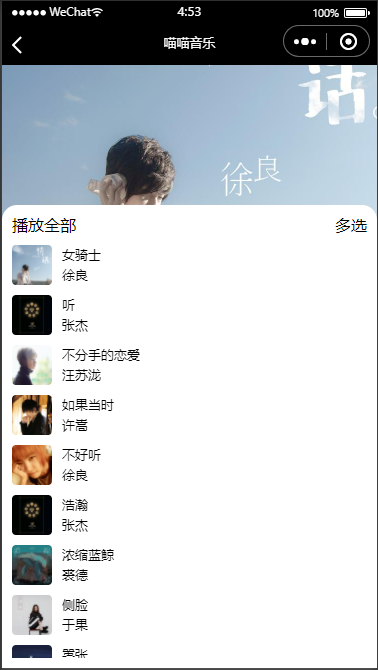 WeChat 4:53 100%
喵喵音乐
话。
徐良
播放全部 多选
女骑士
徐良
听
张杰
不分手的恋爱
汪苏泷
如果当时
许嵩
不好听
徐良
浩瀚
张杰
浓缩蓝鲸
裘德
侧脸
于果